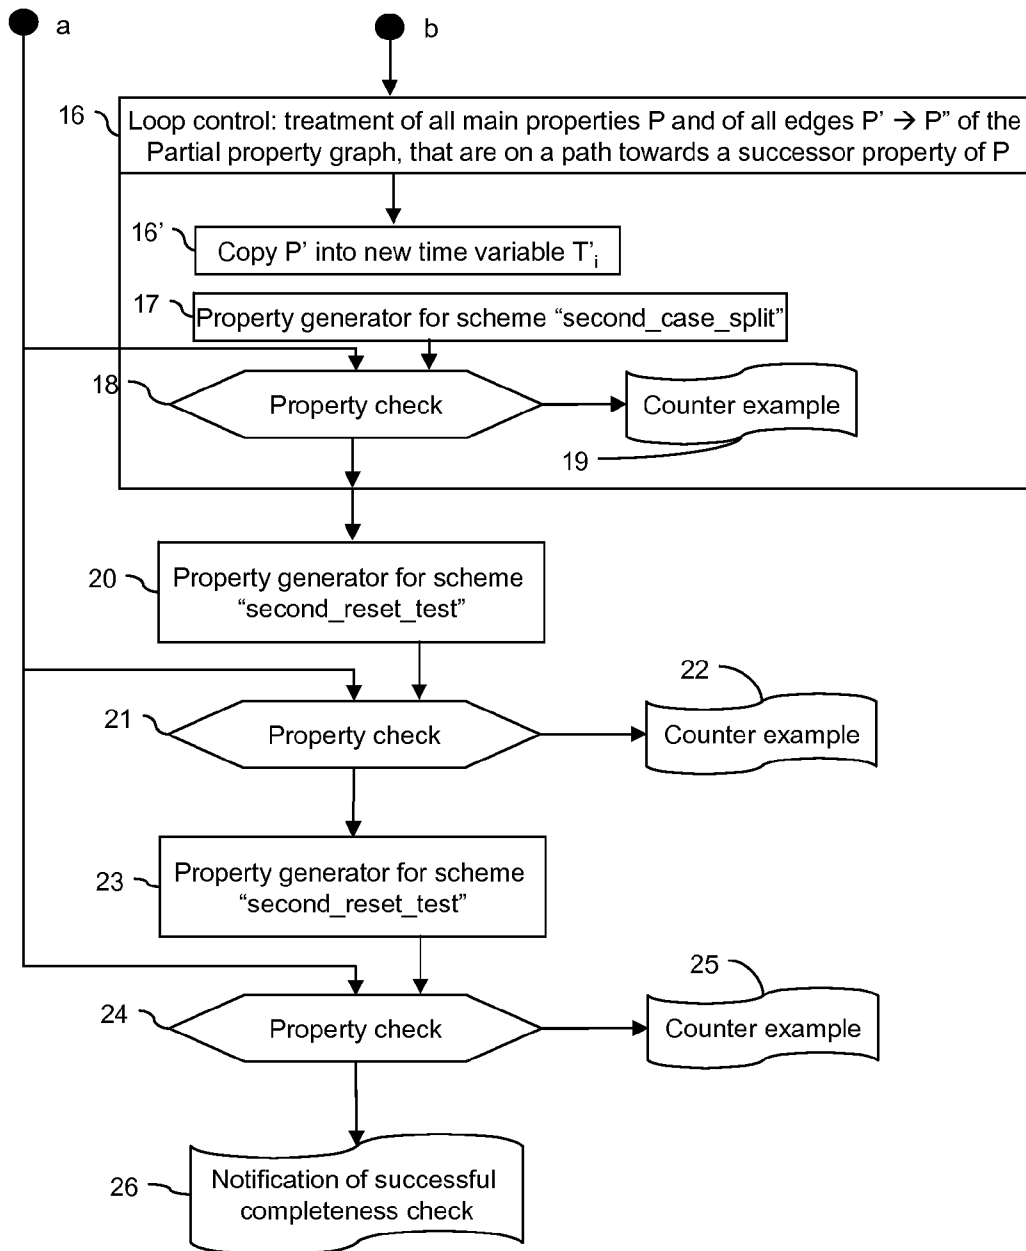 a
b
16
Loop control: treatment of all main properties P and of all edges P’ → P” of the
Partial property graph, that are on a path towards a successor property of P
16’
Copy P’ into new time variable T’i
17
Property generator for scheme “second_case_split”
18
Property check
Counter example
19
20
Property generator for scheme
“second_reset_test”
22
21
Property check
Counter example
23
Property generator for scheme
“second_reset_test”
25
24
Property check
Counter example
26
Notification of successful
completeness check